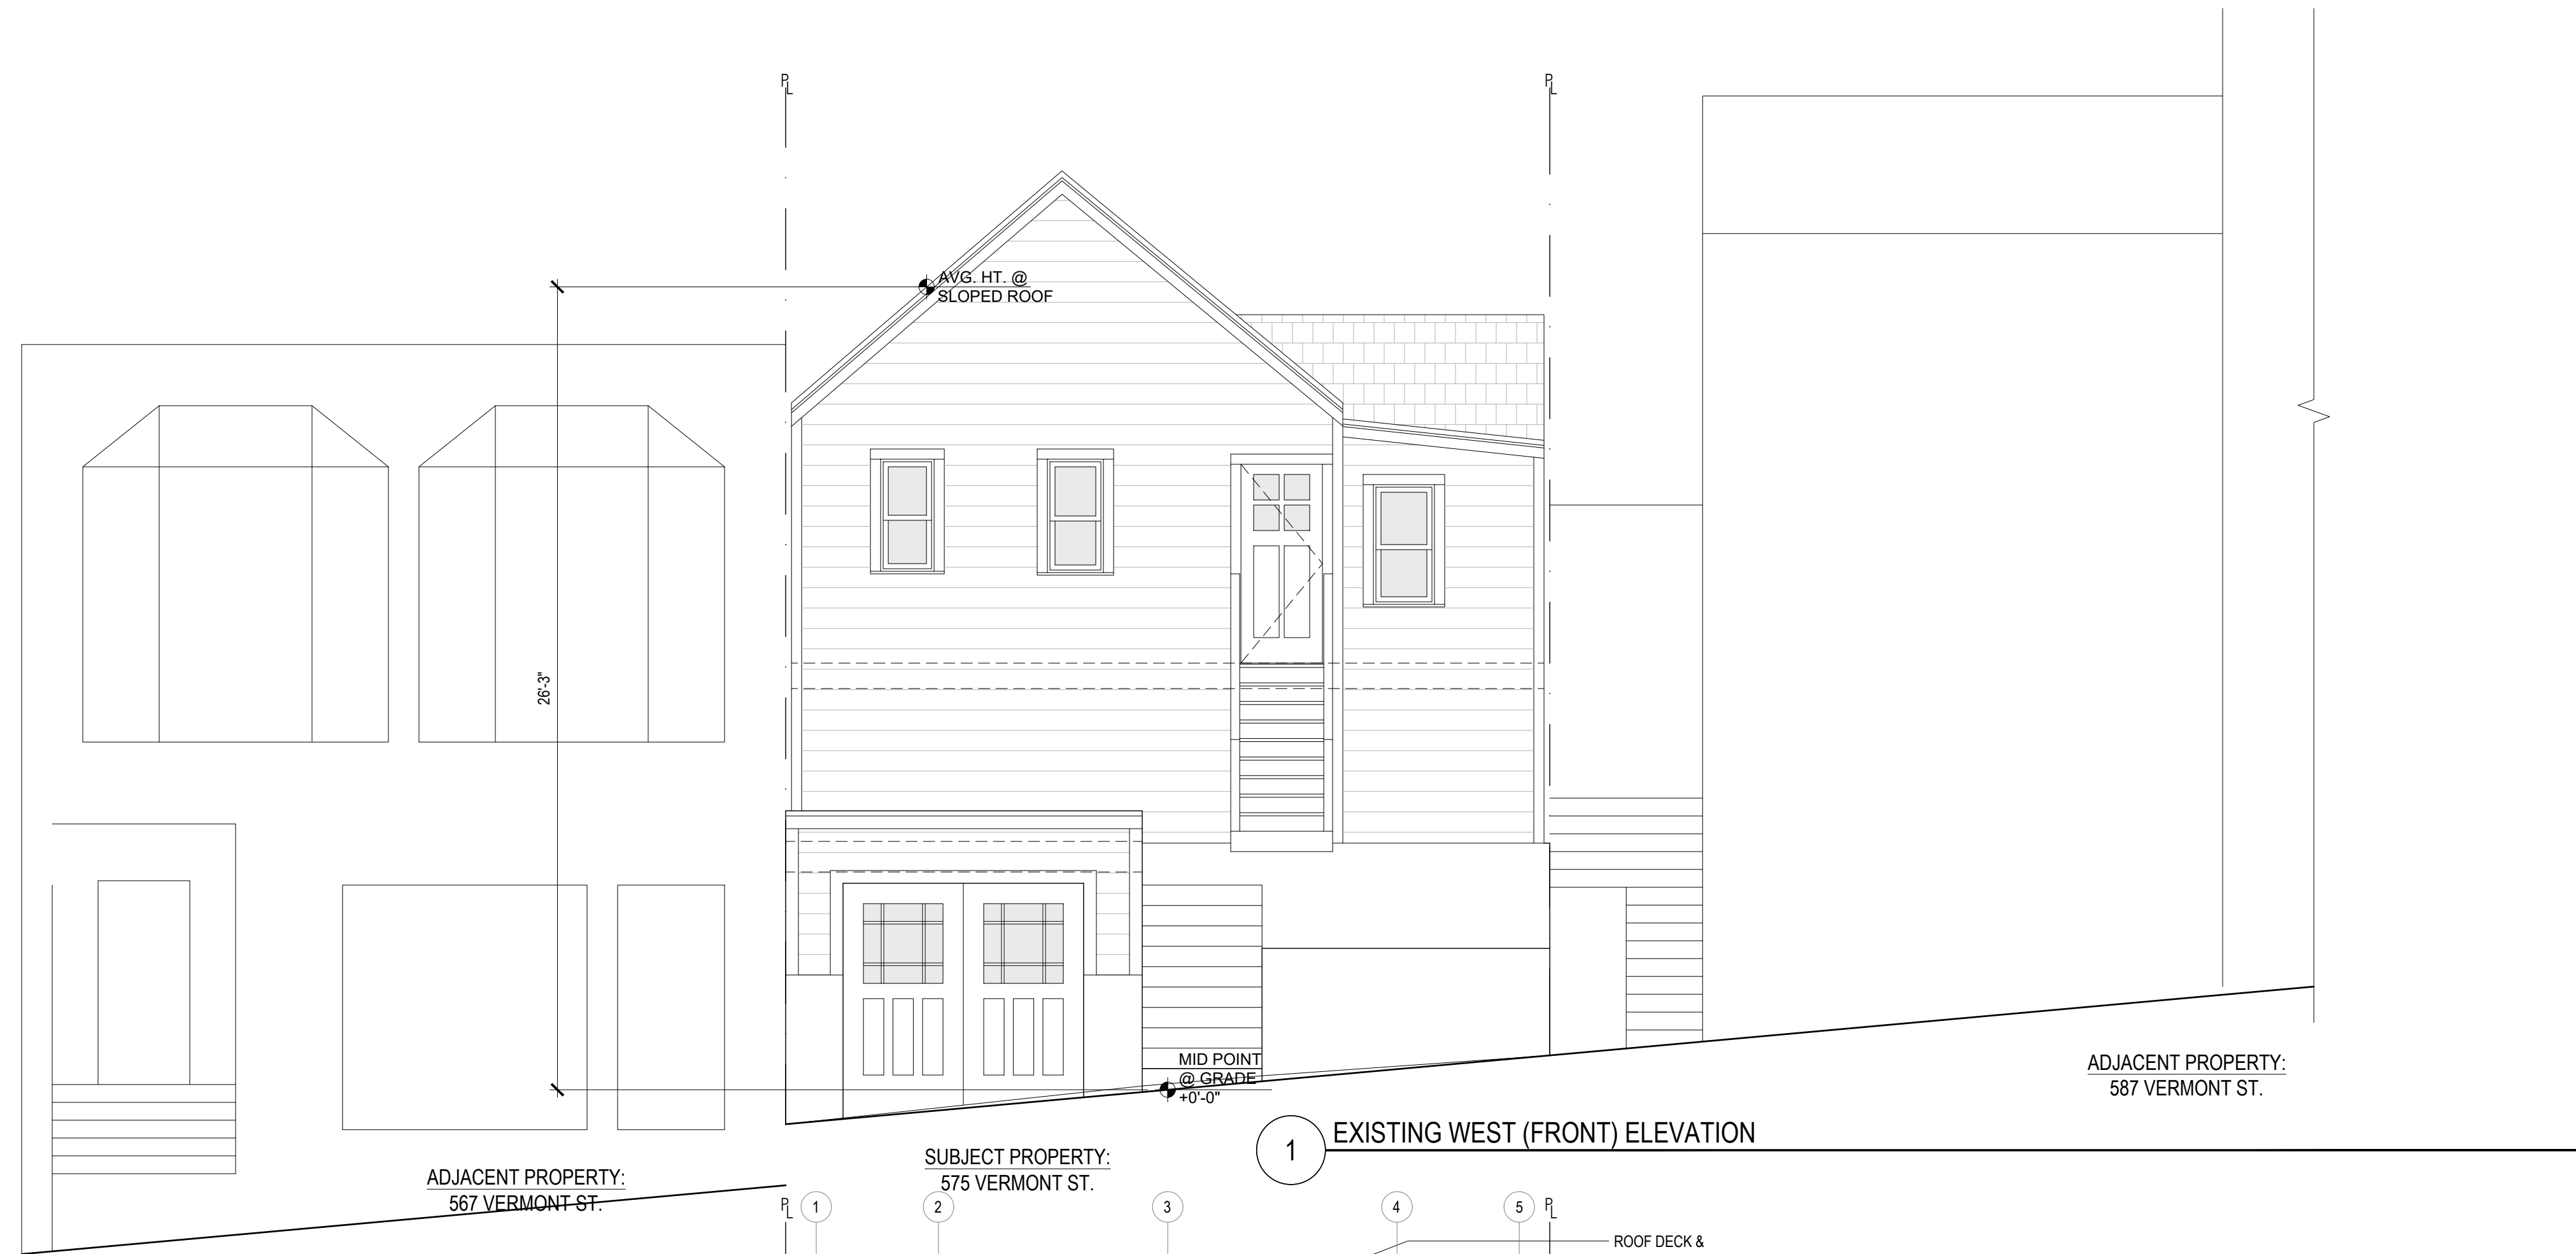 PL
PL
AVG. HT. @
SLOPED ROOF
26'-3"
MID POINT
@ GRADE
+0'-0"
ADJACENT PROPERTY:
587 VERMONT ST.
1 EXISTING WEST (FRONT) ELEVATION
SUBJECT PROPERTY:
575 VERMONT ST.
ADJACENT PROPERTY:
567 VERMONT ST.
PL 1 2 3 4 5 PL
ROOF DECK &